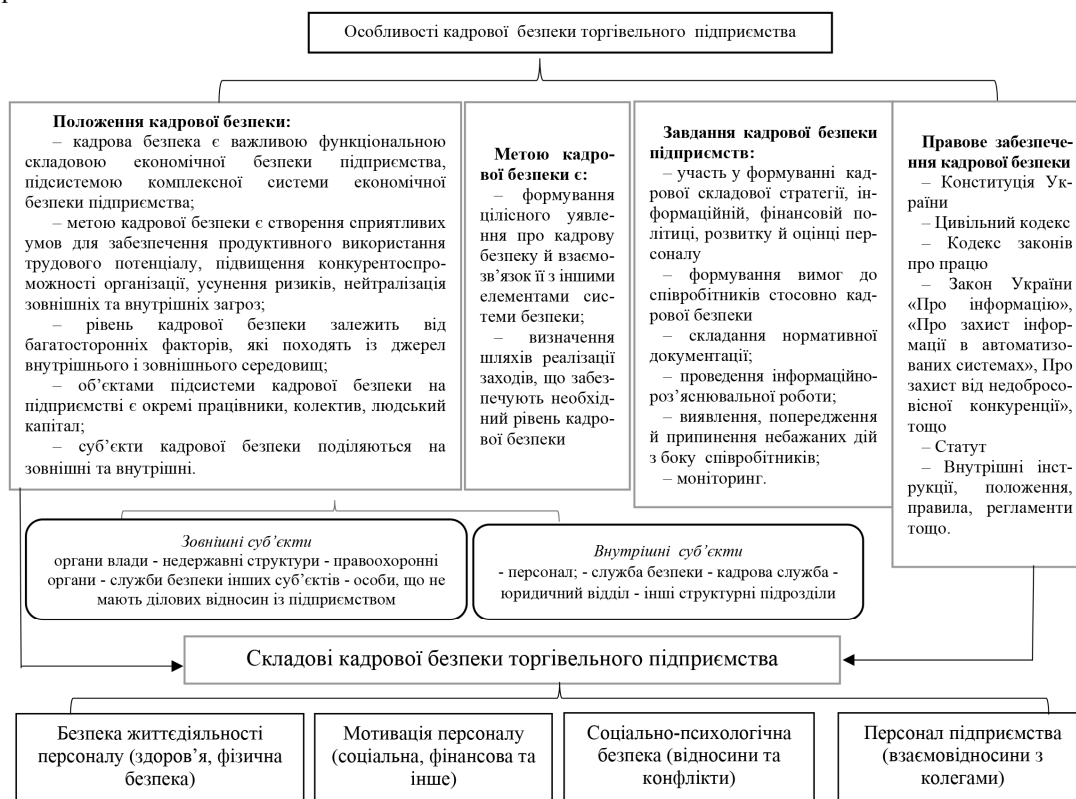 Особливості кадрової безпеки торгівельного підприємства
Положення кадрової безпеки:
– кадрова безпека є важливою функціональною
складовою економічної безпеки підприємства,
підсистемою комплексної системи економічної
безпеки підприємства;
– метою кадрової безпеки є створення сприятливих
умов для забезпечення продуктивного використання
трудового потенціалу, підвищення конкурентоспро-
можності організації, усунення ризиків, нейтралізація
зовнішніх та внутрішніх загроз;
– рівень кадрової безпеки залежить від
багатосторонніх факторів, які походять із джерел
внутрішнього і зовнішнього середовищ;
– об’єктами підсистеми кадрової безпеки на
підприємстві є окремі працівники, колектив, людський
капітал;
– суб’єкти кадрової безпеки поділяються на
зовнішні та внутрішні.
Метою кадро-
вої безпеки є:
– формування
цілісного уявле-
ння про кадрову
безпеку й взаємо-
зв’язок її з іншими
елементами сис-
теми безпеки;
– визначення
шляхів реалізації
заходів, що забез-
печують необхід-
ний рівень кадро-
вої безпеки
Завдання кадрової безпеки
підприємств:
– участь у формуванні кад-
рової складової стратегії, ін-
формаційній, фінансовій по-
літиці, розвитку й оцінці пер-
соналу
– формування вимог до
співробітників стосовно кад-
рової безпеки
– складання нормативної
документації;
– проведення інформаційно-
роз’яснювальної роботи;
– виявлення, попередження
й припинення небажаних дій
з боку співробітників;
– моніторинг.
Правове забезпече-
ння кадрової безпеки
– Конституція Ук-
раїни
– Цивільний кодекс
– Кодекс законів
про працю
– Закон України
«Про інформацію»,
«Про захист інфор-
мації в автоматизо-
ваних системах», Про
захист від недобросо-
вісної конкуренції»,
тощо
– Статут
– Внутрішні інст-
рукції, положення,
правила, регламенти
тощо.
Зовнішні суб’єкти
органи влади - недержавні структури - правоохоронні
органи - служби безпеки інших суб’єктів - особи, що не
мають ділових відносин із підприємством
Внутрішні суб’єкти
- персонал; - служба безпеки - кадрова служба -
юридичний відділ - інші структурні підрозділи
Складові кадрової безпеки торгівельного підприємства
Безпека життєдіяльності
персоналу (здоров’я, фізична
безпека)
Мотивація персоналу
(соціальна, фінансова та
інше)
Соціально-психологічна
безпека (відносини та
конфлікти)
Персонал підприємства
(взаємовідносини з
колегами)